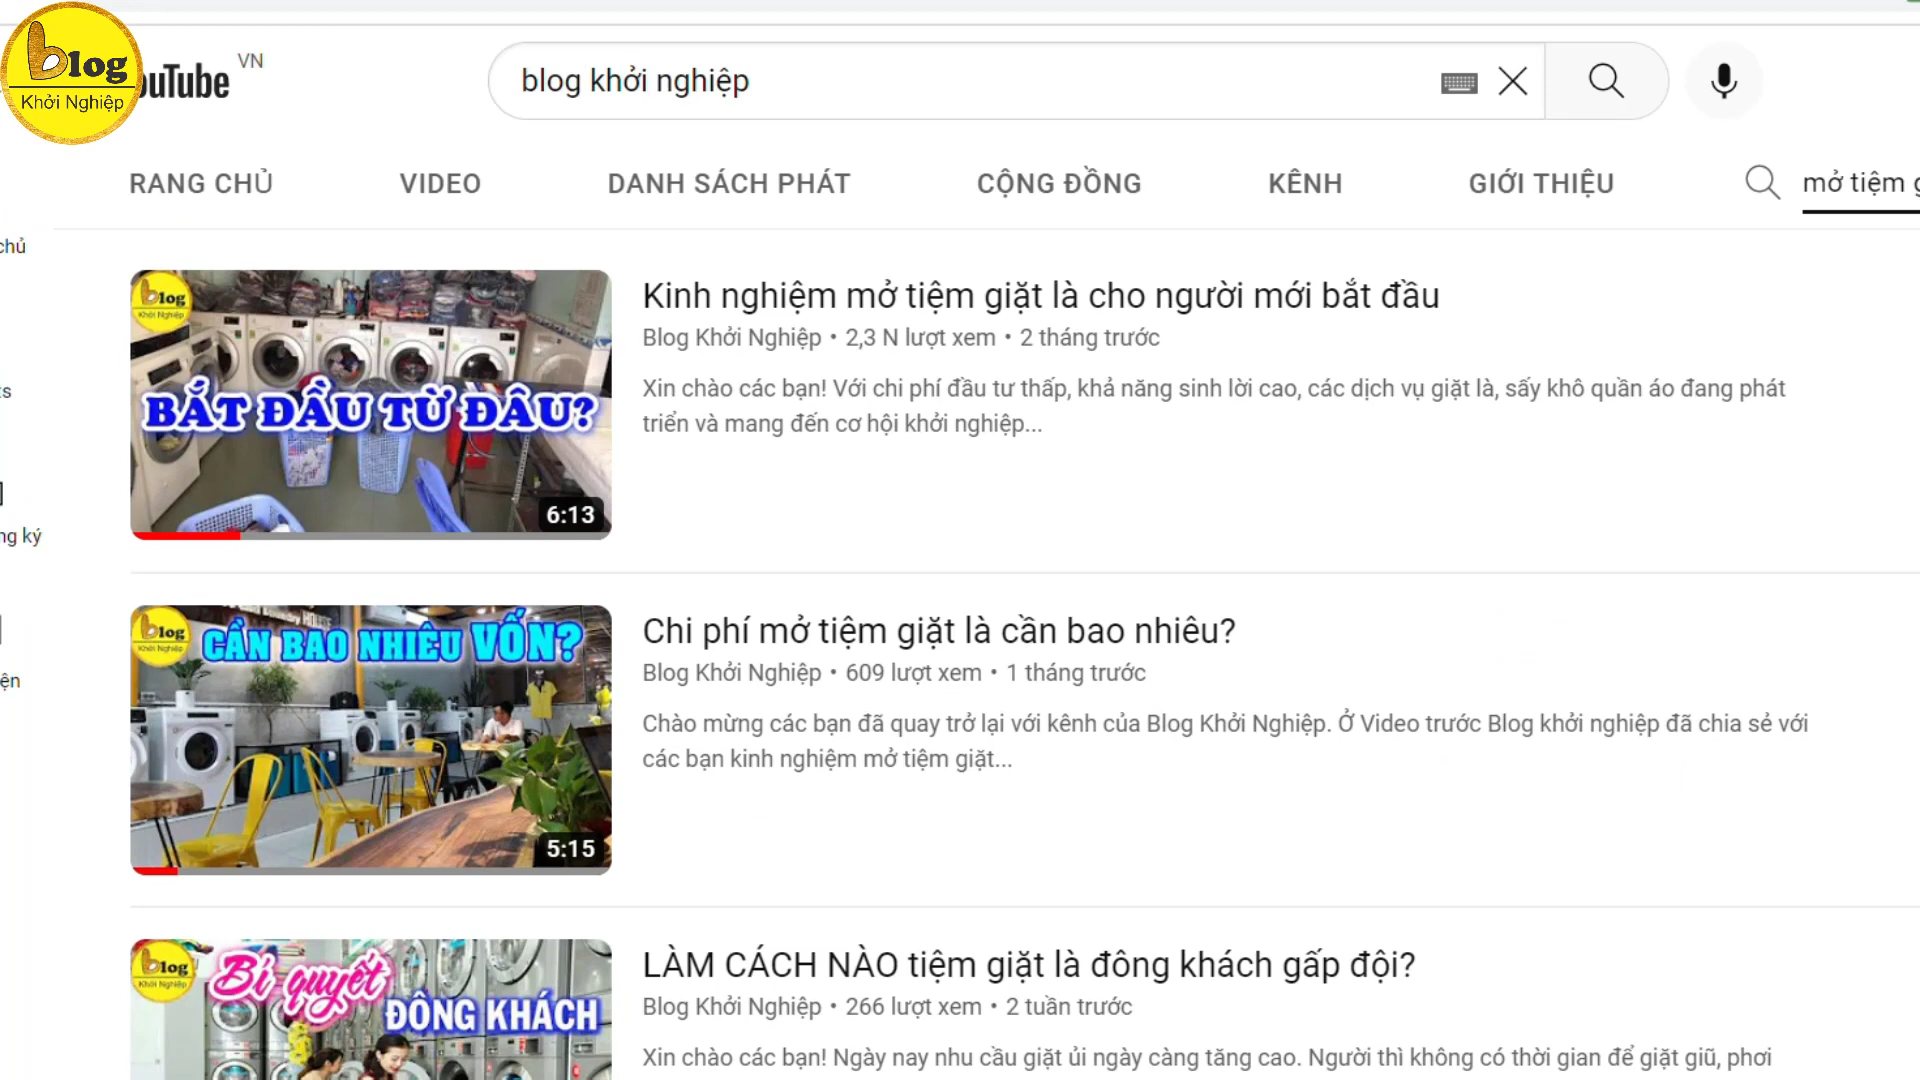 blog
Khởi Nghiệp
ouTube VN
blog khởi nghiệp
RANG CHỦ VIDEO DANH SÁCH PHÁT CỘNG ĐỒNG KÊNH GIỚI THIỆU mở tiệm g
chủ
ts
ng ký
ện
blog
Khởi Nghiệp
BẮT ĐẦU TỪ ĐÂU?
6:13
Kinh nghiệm mở tiệm giặt là cho người mới bắt đầu
Blog Khởi Nghiệp • 2,3 N lượt xem • 2 tháng trước
Xin chào các bạn! Với chi phí đầu tư thấp, khả năng sinh lời cao, các dịch vụ giặt là, sấy khô quần áo đang phát
triển và mang đến cơ hội khởi nghiệp...
blog
Khởi Nghiệp
CẦN BAO NHIÊU VỐN?
5:15
Chi phí mở tiệm giặt là cần bao nhiêu?
Blog Khởi Nghiệp • 609 lượt xem • 1 tháng trước
Chào mừng các bạn đã quay trở lại với kênh của Blog Khởi Nghiệp. Ở Video trước Blog khởi nghiệp đã chia sẻ với
các bạn kinh nghiệm mở tiệm giặt...
blog
Khởi Nghiệp
Bí quyết
ĐÔNG KHÁCH
LÀM CÁCH NÀO tiệm giặt là đông khách gấp đội?
Blog Khởi Nghiệp • 266 lượt xem • 2 tuần trước
Xin chào các bạn! Ngày nay nhu cầu giặt ủi ngày càng tăng cao. Người thì không có thời gian để giặt giũ, phơi